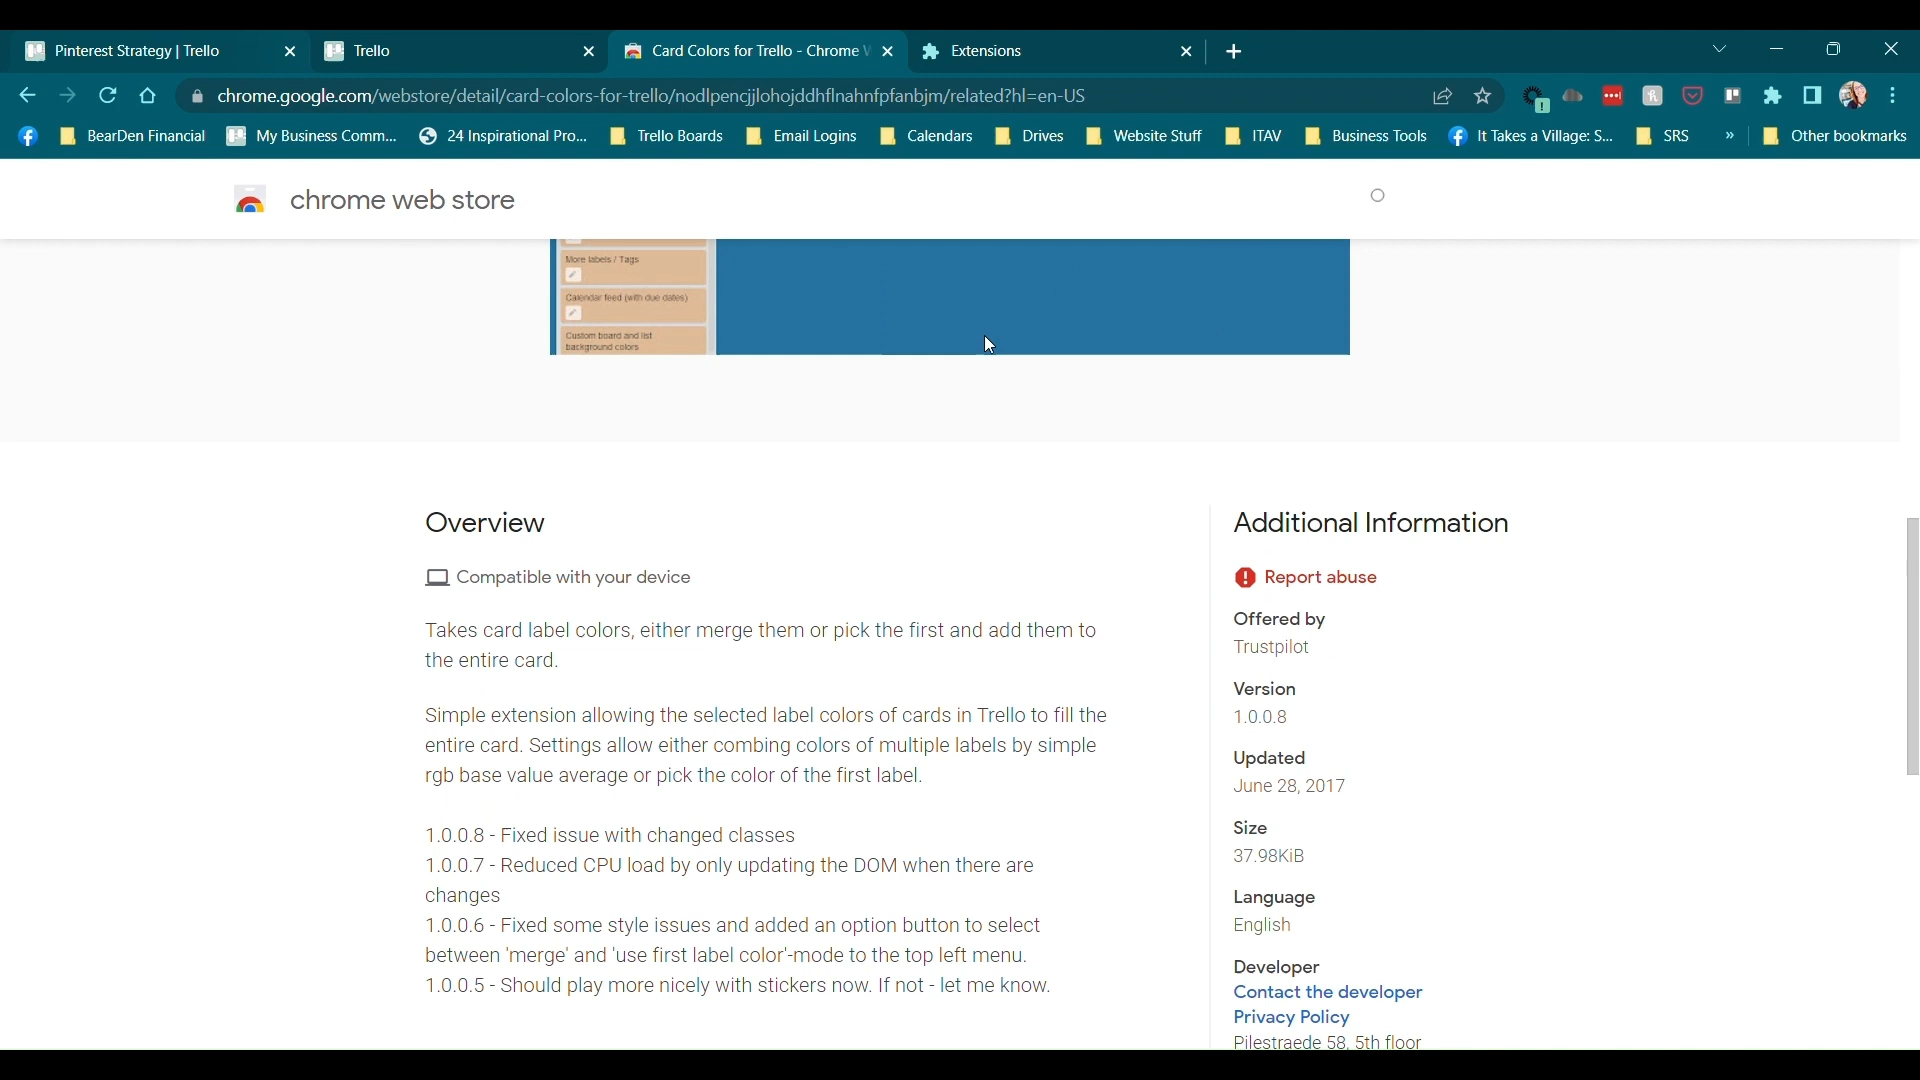 Pinterest Strategy | Trello
Trello
Card Colors for Trello - Chrome W
Extensions
chrome.google.com/webstore/detail/card-colors-for-trello/nodlpencjjlohojddhflnahnfpfanbjm/related?hl=en-US
BearDen Financial
My Business Comm...
24 Inspirational Pro...
Trello Boards
Email Logins
Calendars
Drives
Website Stuff
ITAV
Business Tools
It Takes a Village: S...
SRS
»
Other bookmarks
chrome web store
More labels / Tags
Calendar feed (with due dates)
Custom board and list
background colors
Overview
Compatible with your device
Takes card label colors, either merge them or pick the first and add them to
the entire card.
Simple extension allowing the selected label colors of cards in Trello to fill the
entire card. Settings allow either combing colors of multiple labels by simple
rgb base value average or pick the color of the first label.
1.0.0.8 - Fixed issue with changed classes
1.0.0.7 - Reduced CPU load by only updating the DOM when there are
changes
1.0.0.6 - Fixed some style issues and added an option button to select
between 'merge' and 'use first label color'-mode to the top left menu.
1.0.0.5 - Should play more nicely with stickers now. If not - let me know.
Additional Information
Report abuse
Offered by
Trustpilot
Version
1.0.0.8
Updated
June 28, 2017
Size
37.98KiB
Language
English
Developer
Contact the developer
Privacy Policy
Pilestraede 58, 5th floor